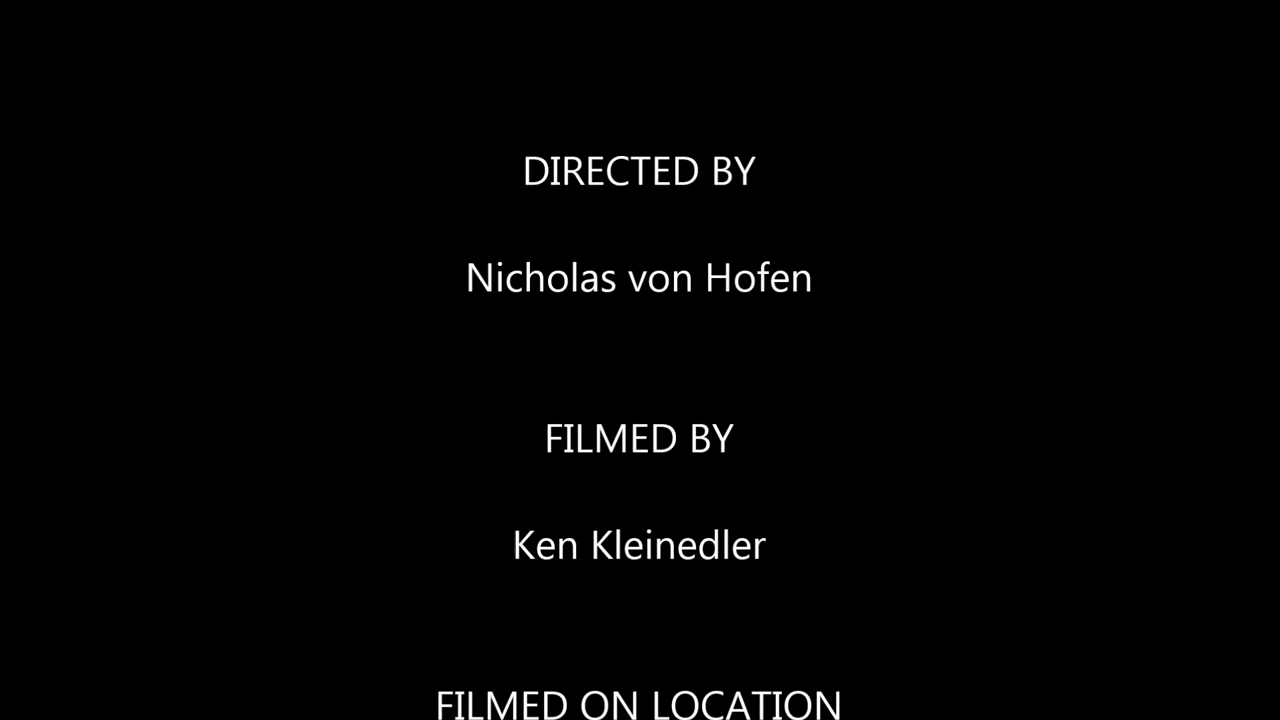 DIRECTED BY
Nicholas von Hofen
FILMED BY
Ken Kleinedler
FILMED ON LOCATION